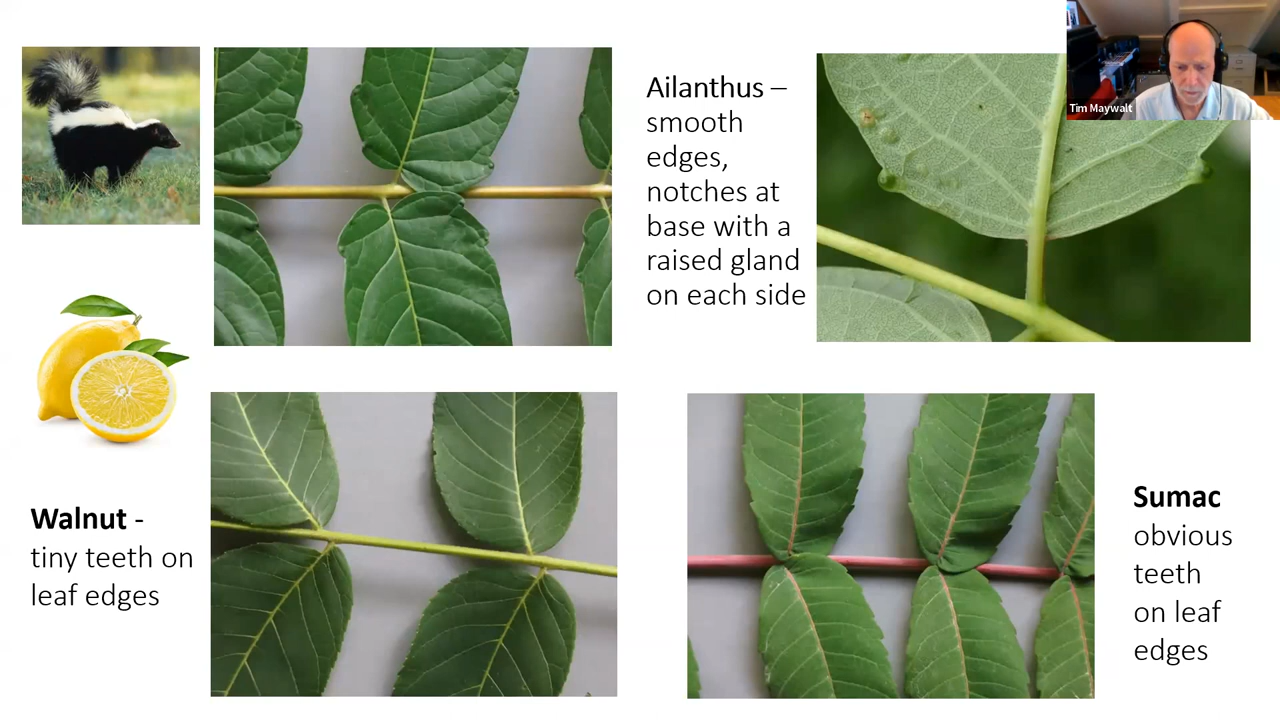 Ailanthus –
smooth
edges,
notches at
base with a
raised gland
on each side
Tim Maywalt
Walnut -
tiny teeth on
leaf edges
Sumac
obvious
teeth
on leaf
edges